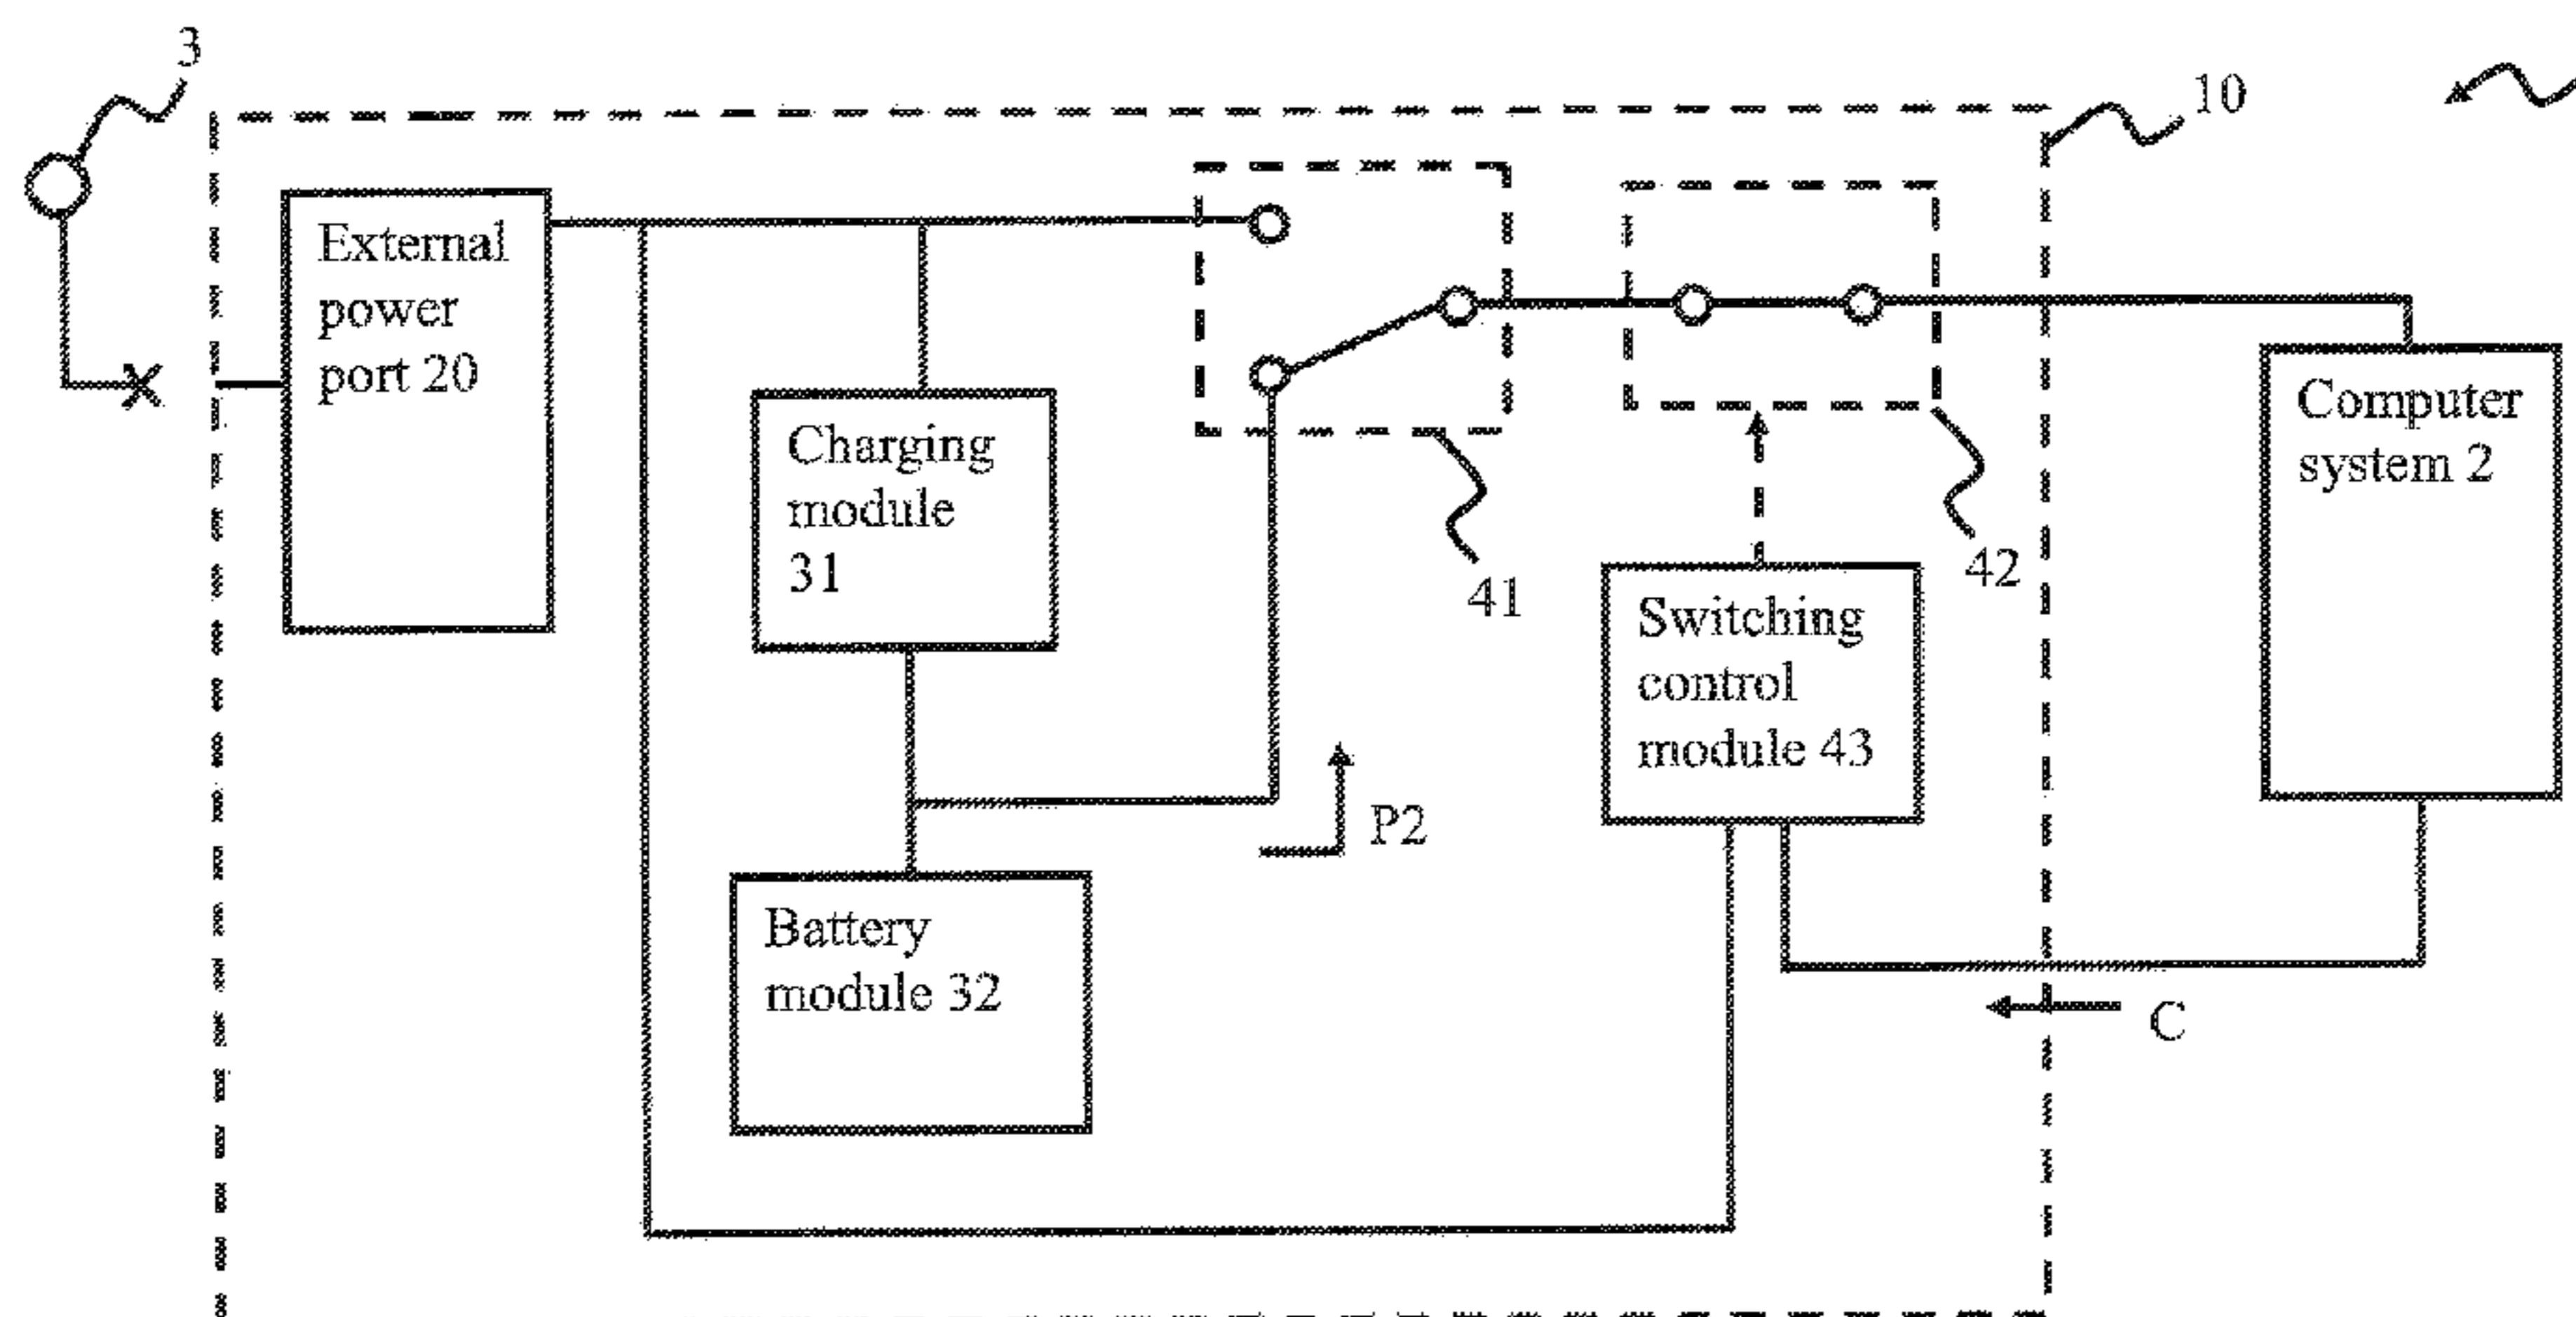 3
10
External
power
port 20
Charging
module
31
41
42
Computer
system 2
Switching
control
module 43
P2
Battery
module 32
C